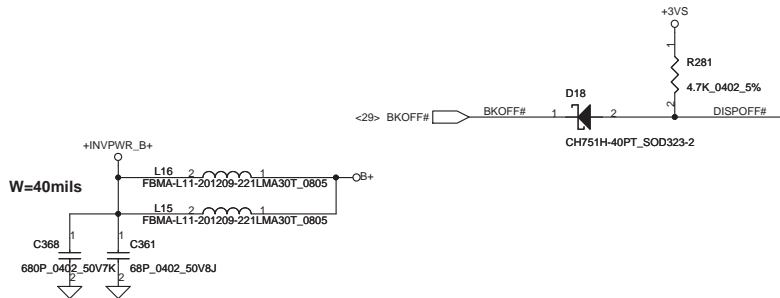 +3VS
1
R281
4.7K_0402_5%
2
D18
<29> BKOFF# BKOFF# 1 2 DISPOFF#
CH751H-40PT_SOD323-2
+INVPWR_B+
W=40mils
L16
2 1
FBMA-L11-201209-221LMA30T_0805
B+
L15
2 1
FBMA-L11-201209-221LMA30T_0805
1 1
C368 C361
680P_0402_50V7K 68P_0402_50V8J
2 2